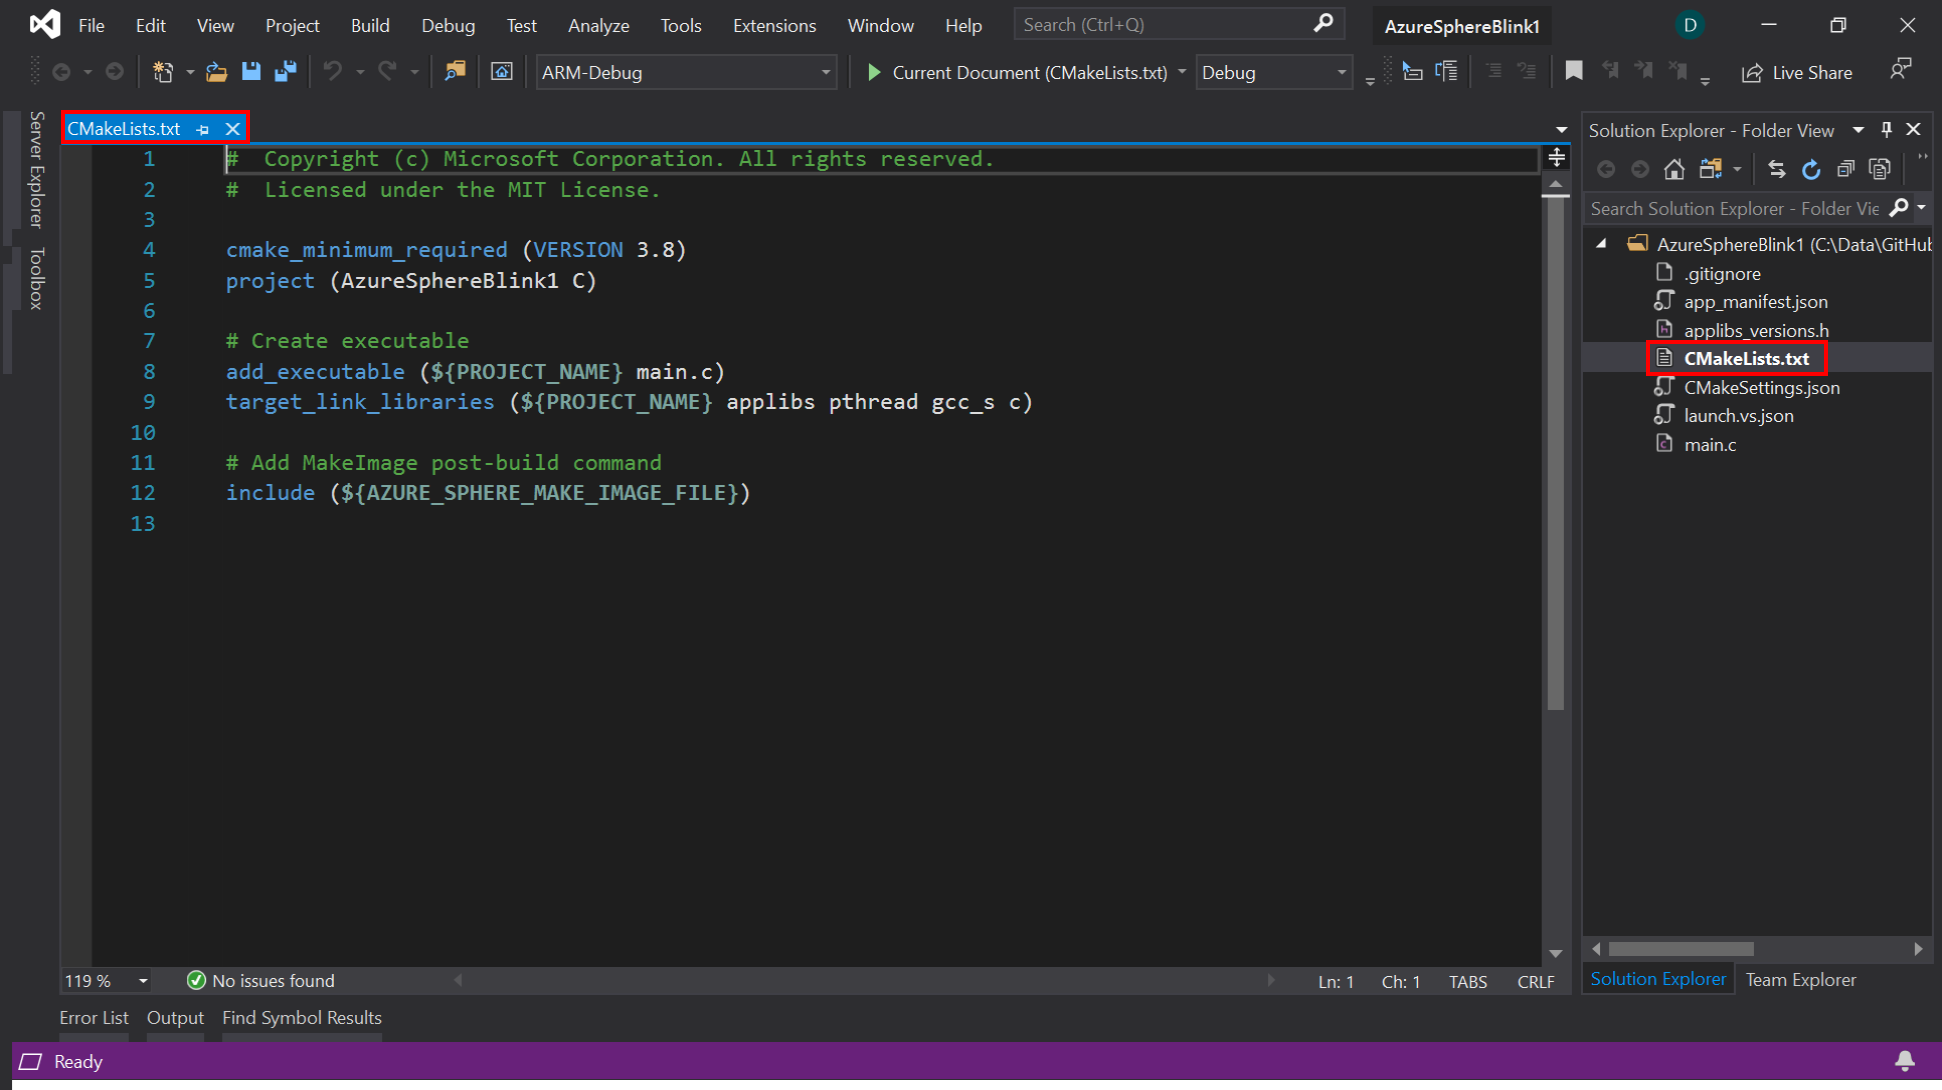 File Edit View Project Build Debug Test Analyze Tools Extensions Window Help Search (Ctrl+Q) AzureSphereBlink1 D
ARM-Debug Current Document (CMakeLists.txt) Debug Live Share
Server Explorer
Toolbox
CMakeLists.txt
1 #  Copyright (c) Microsoft Corporation. All rights reserved.
2 #  Licensed under the MIT License.
3
4 cmake_minimum_required (VERSION 3.8)
5 project (AzureSphereBlink1 C)
6
7 # Create executable
8 add_executable (${PROJECT_NAME} main.c)
9 target_link_libraries (${PROJECT_NAME} applibs pthread gcc_s c)
10
11 # Add MakeImage post-build command
12 include (${AZURE_SPHERE_MAKE_IMAGE_FILE})
13
119 % No issues found Ln: 1 Ch: 1 TABS CRLF
Solution Explorer - Folder View
Search Solution Explorer - Folder Vie
AzureSphereBlink1 (C:\Data\GitHub
.gitignore
app_manifest.json
applibs_versions.h
CMakeLists.txt
CMakeSettings.json
launch.vs.json
main.c
Solution Explorer Team Explorer
Error List Output Find Symbol Results
Ready